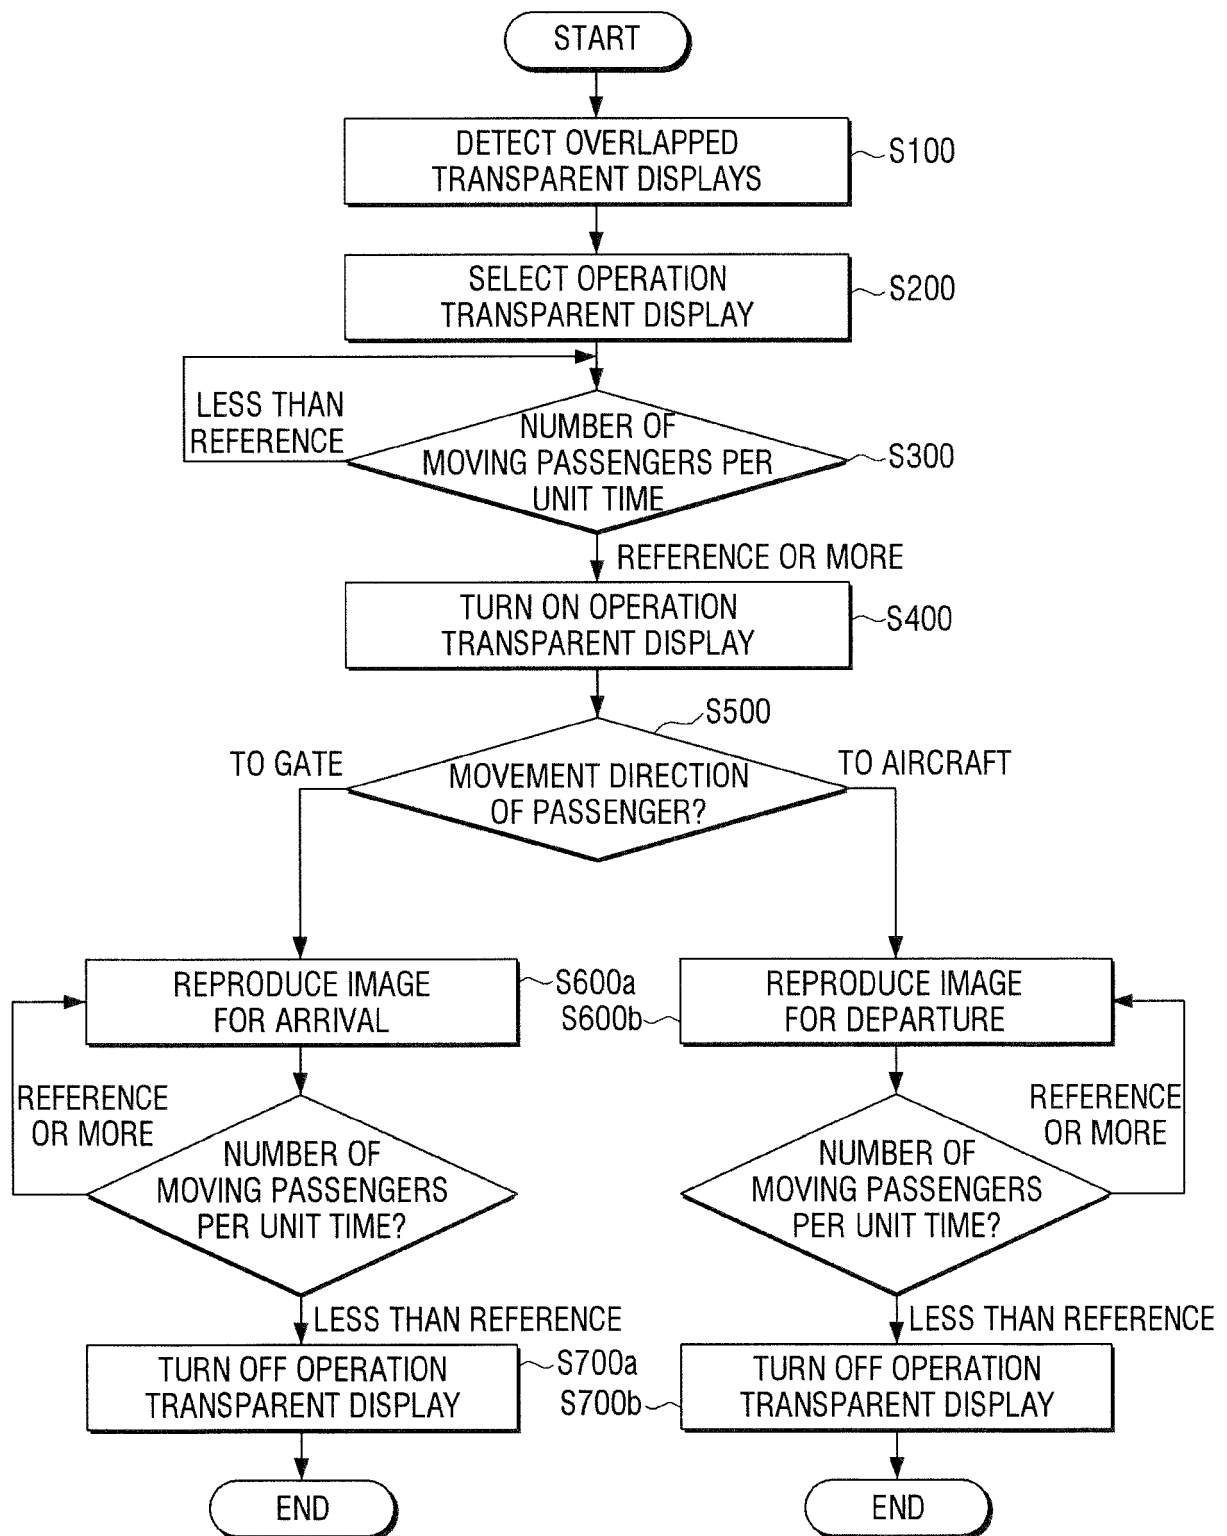 START
DETECT OVERLAPPED
TRANSPARENT DISPLAYS
S100
SELECT OPERATION
TRANSPARENT DISPLAY
S200
LESS THAN
REFERENCE
NUMBER OF
MOVING PASSENGERS PER
UNIT TIME
S300
REFERENCE OR MORE
TURN ON OPERATION
TRANSPARENT DISPLAY
S400
S500
TO GATE
MOVEMENT DIRECTION
OF PASSENGER?
TO AIRCRAFT
REPRODUCE IMAGE
FOR ARRIVAL
S600a
S600b
REPRODUCE IMAGE
FOR DEPARTURE
REFERENCE
OR MORE
NUMBER OF
MOVING PASSENGERS
PER UNIT TIME?
REFERENCE
OR MORE
NUMBER OF
MOVING PASSENGERS
PER UNIT TIME?
LESS THAN REFERENCE
LESS THAN REFERENCE
TURN OFF OPERATION
TRANSPARENT DISPLAY
S700a
S700b
TURN OFF OPERATION
TRANSPARENT DISPLAY
END
END